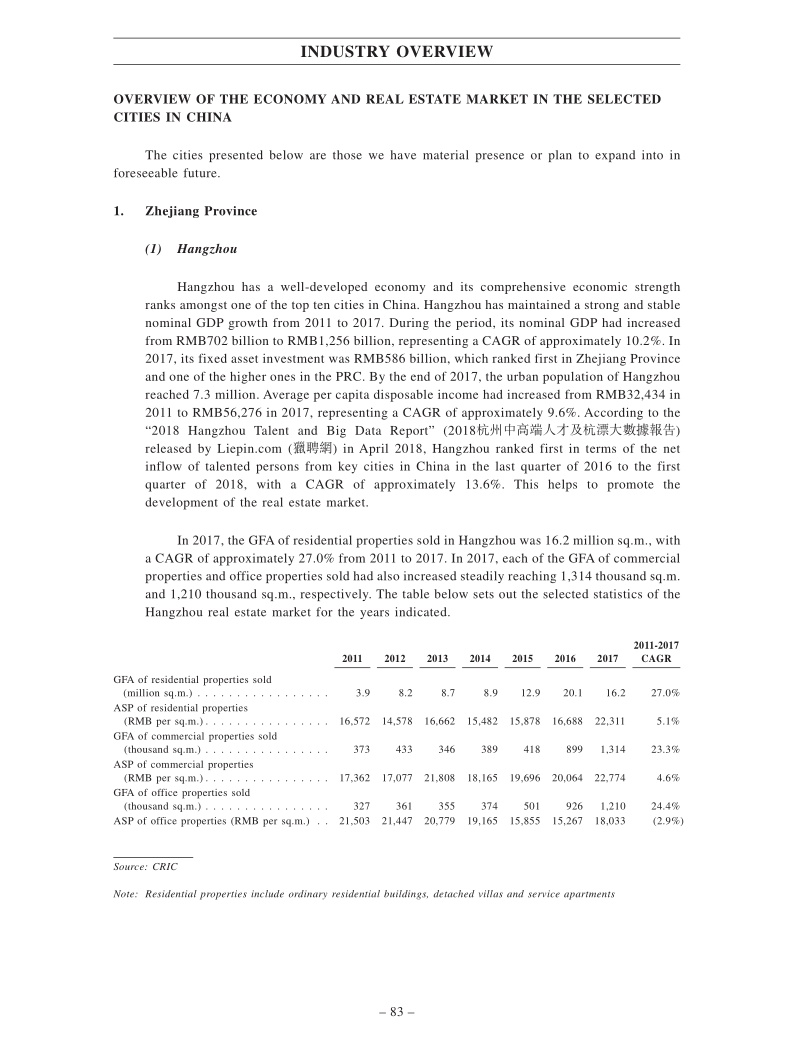 INDUSTRY OVERVIEW
OVERVIEW OF THE ECONOMY AND REAL ESTATE MARKET IN THE SELECTED
CITIES IN CHINA
The cities presented below are those we have material presence or plan to expand into in
foreseeable future.
1. Zhejiang Province
(1) Hangzhou
Hangzhou has a well-developed economy and its comprehensive economic strength
ranks amongst one of the top ten cities in China. Hangzhou has maintained a strong and stable
nominal GDP growth from 2011 to 2017. During the period, its nominal GDP had increased
from RMB702 billion to RMB1,256 billion, representing a CAGR of approximately 10.2%. In
2017, its fixed asset investment was RMB586 billion, which ranked first in Zhejiang Province
and one of the higher ones in the PRC. By the end of 2017, the urban population of Hangzhou
reached 7.3 million. Average per capita disposable income had increased from RMB32,434 in
2011 to RMB56,276 in 2017, representing a CAGR of approximately 9.6%. According to the
“2018 Hangzhou Talent and Big Data Report” (2018杭州中高端人才及杭漂大數據報告)
released by Liepin.com (獵聘網) in April 2018, Hangzhou ranked first in terms of the net
inflow of talented persons from key cities in China in the last quarter of 2016 to the first
quarter of 2018, with a CAGR of approximately 13.6%. This helps to promote the
development of the real estate market.
In 2017, the GFA of residential properties sold in Hangzhou was 16.2 million sq.m., with
a CAGR of approximately 27.0% from 2011 to 2017. In 2017, each of the GFA of commercial
properties and office properties sold had also increased steadily reaching 1,314 thousand sq.m.
and 1,210 thousand sq.m., respectively. The table below sets out the selected statistics of the
Hangzhou real estate market for the years indicated.
2011-2017
2011 2012 2013 2014 2015 2016 2017 CAGR
GFA of residential properties sold
(million sq.m.) . . . . . . . . . . . . . . . . . 3.9 8.2 8.7 8.9 12.9 20.1 16.2 27.0%
ASP of residential properties
(RMB per sq.m.) . . . . . . . . . . . . . . . . 16,572 14,578 16,662 15,482 15,878 16,688 22,311 5.1%
GFA of commercial properties sold
(thousand sq.m.) . . . . . . . . . . . . . . . . 373 433 346 389 418 899 1,314 23.3%
ASP of commercial properties
(RMB per sq.m.) . . . . . . . . . . . . . . . . 17,362 17,077 21,808 18,165 19,696 20,064 22,774 4.6%
GFA of office properties sold
(thousand sq.m.) . . . . . . . . . . . . . . . . 327 361 355 374 501 926 1,210 24.4%
ASP of office properties (RMB per sq.m.) . . 21,503 21,447 20,779 19,165 15,855 15,267 18,033 (2.9%)
Source: CRIC
Note: Residential properties include ordinary residential buildings, detached villas and service apartments
– 83 –